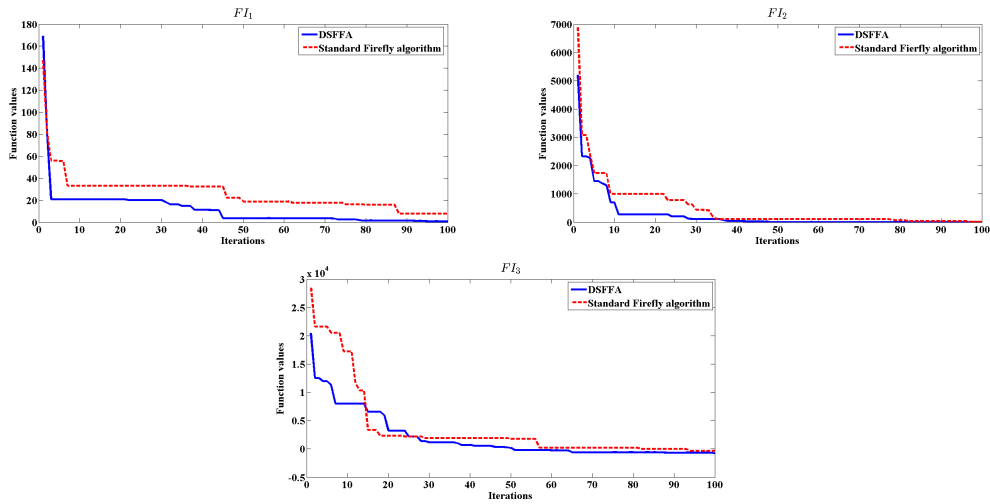 FI₁
180
160
140
120
100
80
60
40
20
0
Function values
DSFFA
Standard Firefly algorithm
0 10 20 30 40 50 60 70 80 90 100
Iterations
FI₂
7000
6000
5000
4000
3000
2000
1000
0
Function values
DSFFA
Standard Fierfly algorithm
0 10 20 30 40 50 60 70 80 90 100
Iterations
FI₃
x 10⁴
3
2.5
2
1.5
1
0.5
0
-0.5
Function values
DSFFA
Standard Firefly algorithm
0 10 20 30 40 50 60 70 80 90 100
Iterations